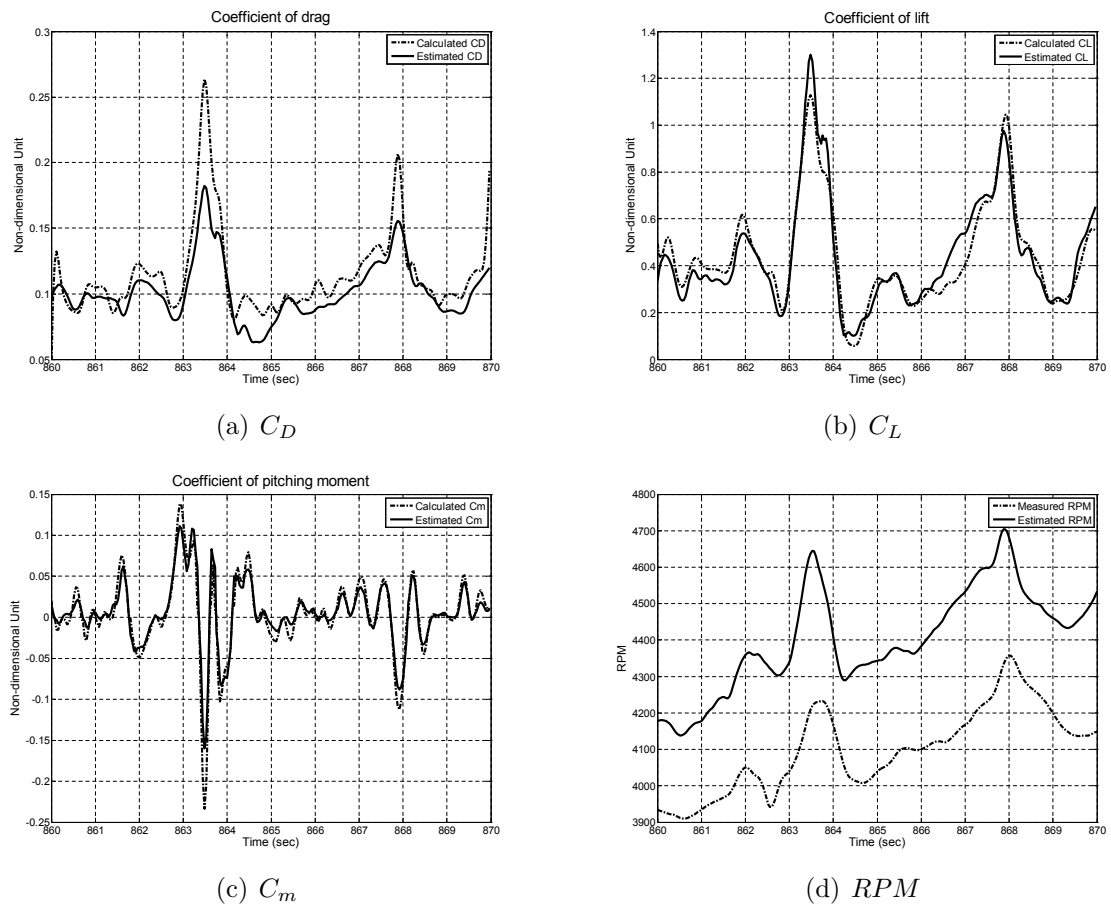 Coefficient of drag
0.3
0.25
0.2
0.15
0.1
0.05
Non-dimensional Unit
Calculated CD
Estimated CD
860 861 862 863 864 865 866 867 868 869 870
Time (sec)
(a) C_D
Coefficient of lift
1.4
1.2
1
0.8
0.6
0.4
0.2
0
Non-dimensional Unit
Calculated CL
Estimated CL
860 861 862 863 864 865 866 867 868 869 870
Time (sec)
(b) C_L
Coefficient of pitching moment
0.15
0.1
0.05
0
-0.05
-0.1
-0.15
-0.2
-0.25
Non-dimensional Unit
Calculated Cm
Estimated Cm
860 861 862 863 864 865 866 867 868 869 870
Time (sec)
(c) C_m
4800
4700
4600
4500
4400
4300
4200
4100
4000
3900
RPM
Measured RPM
Estimated RPM
860 861 862 863 864 865 866 867 868 869 870
Time (sec)
(d) RPM